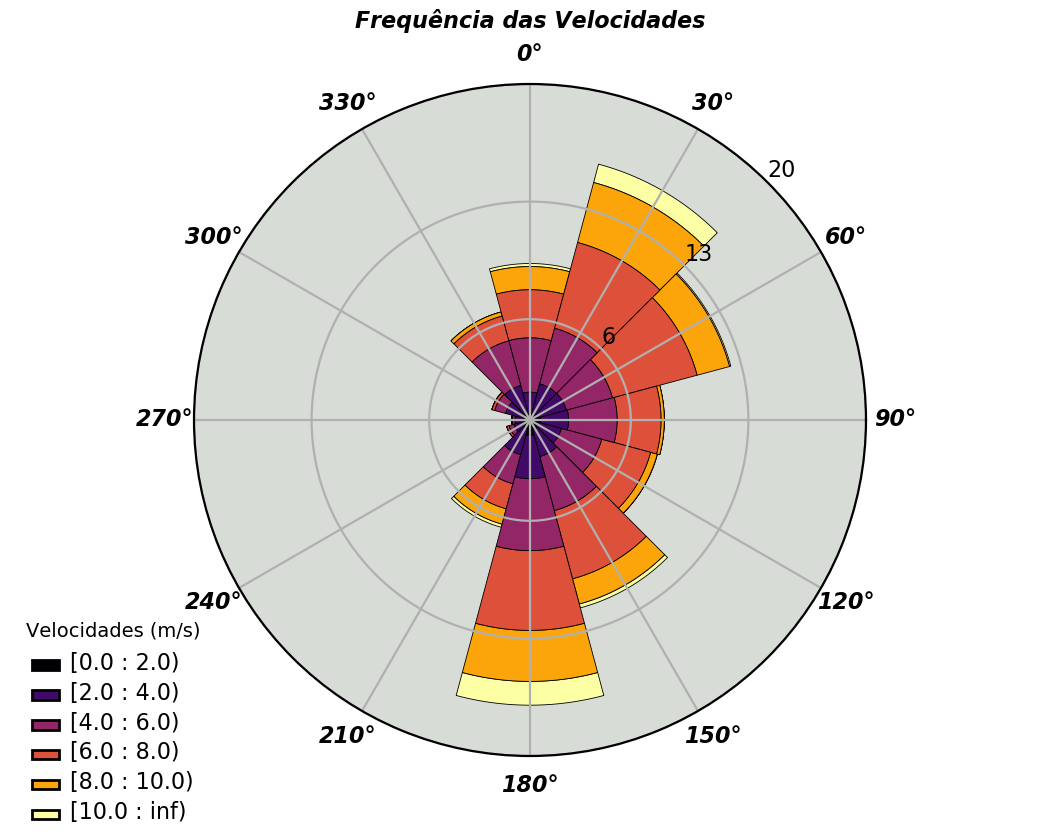 Frequência das Velocidades
0°
330°
30°
20
300°
60°
13
6
270°
90°
240°
120°
210°
150°
180°
Velocidades (m/s)
[0.0 : 2.0)
[2.0 : 4.0)
[4.0 : 6.0)
[6.0 : 8.0)
[8.0 : 10.0)
[10.0 : inf)